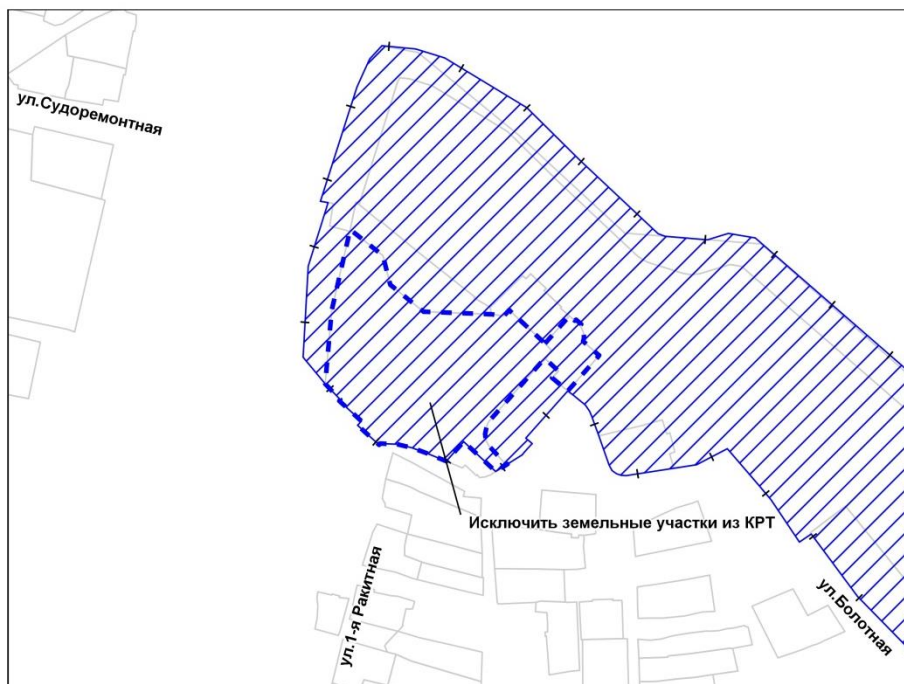 ул.Судоремонтная
Исключить земельные участки из КРТ
ул.1-я Ракитная
ул.Болотная